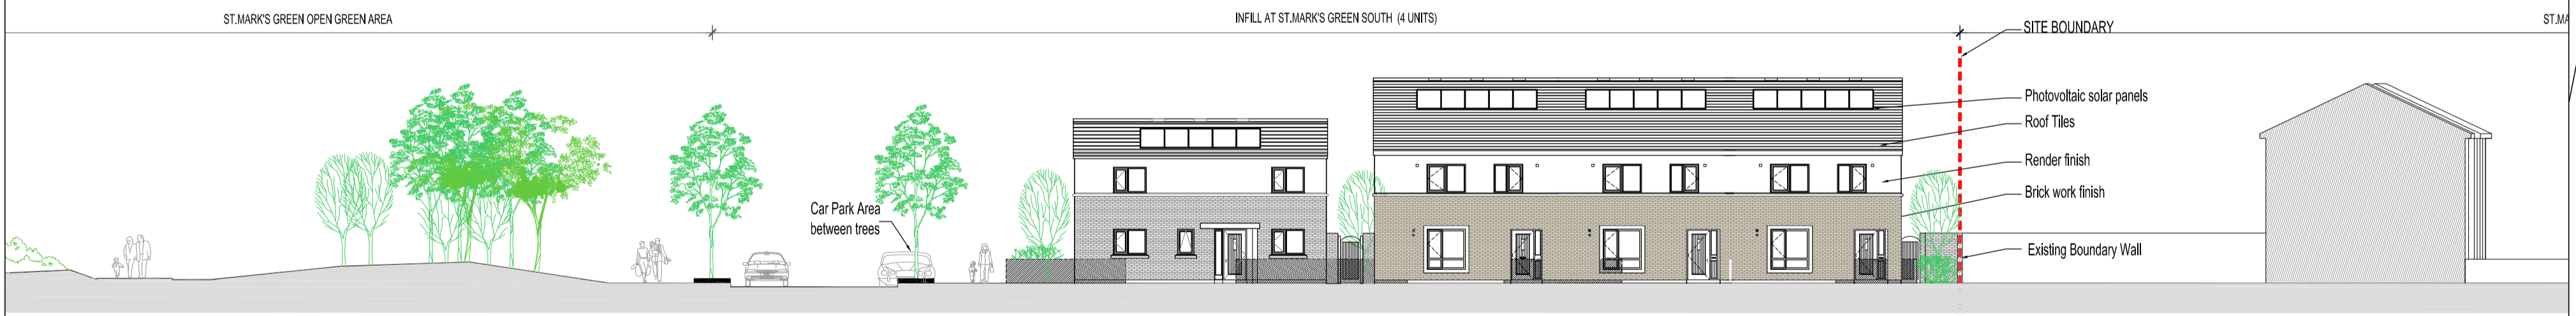 ST.MARK'S GREEN OPEN GREEN AREA
INFILL AT ST.MARK'S GREEN SOUTH (4 UNITS)
ST.MA
SITE BOUNDARY
Photovoltaic solar panels
Roof Tiles
Render finish
Brick work finish
Car Park Area
between trees
Existing Boundary Wall